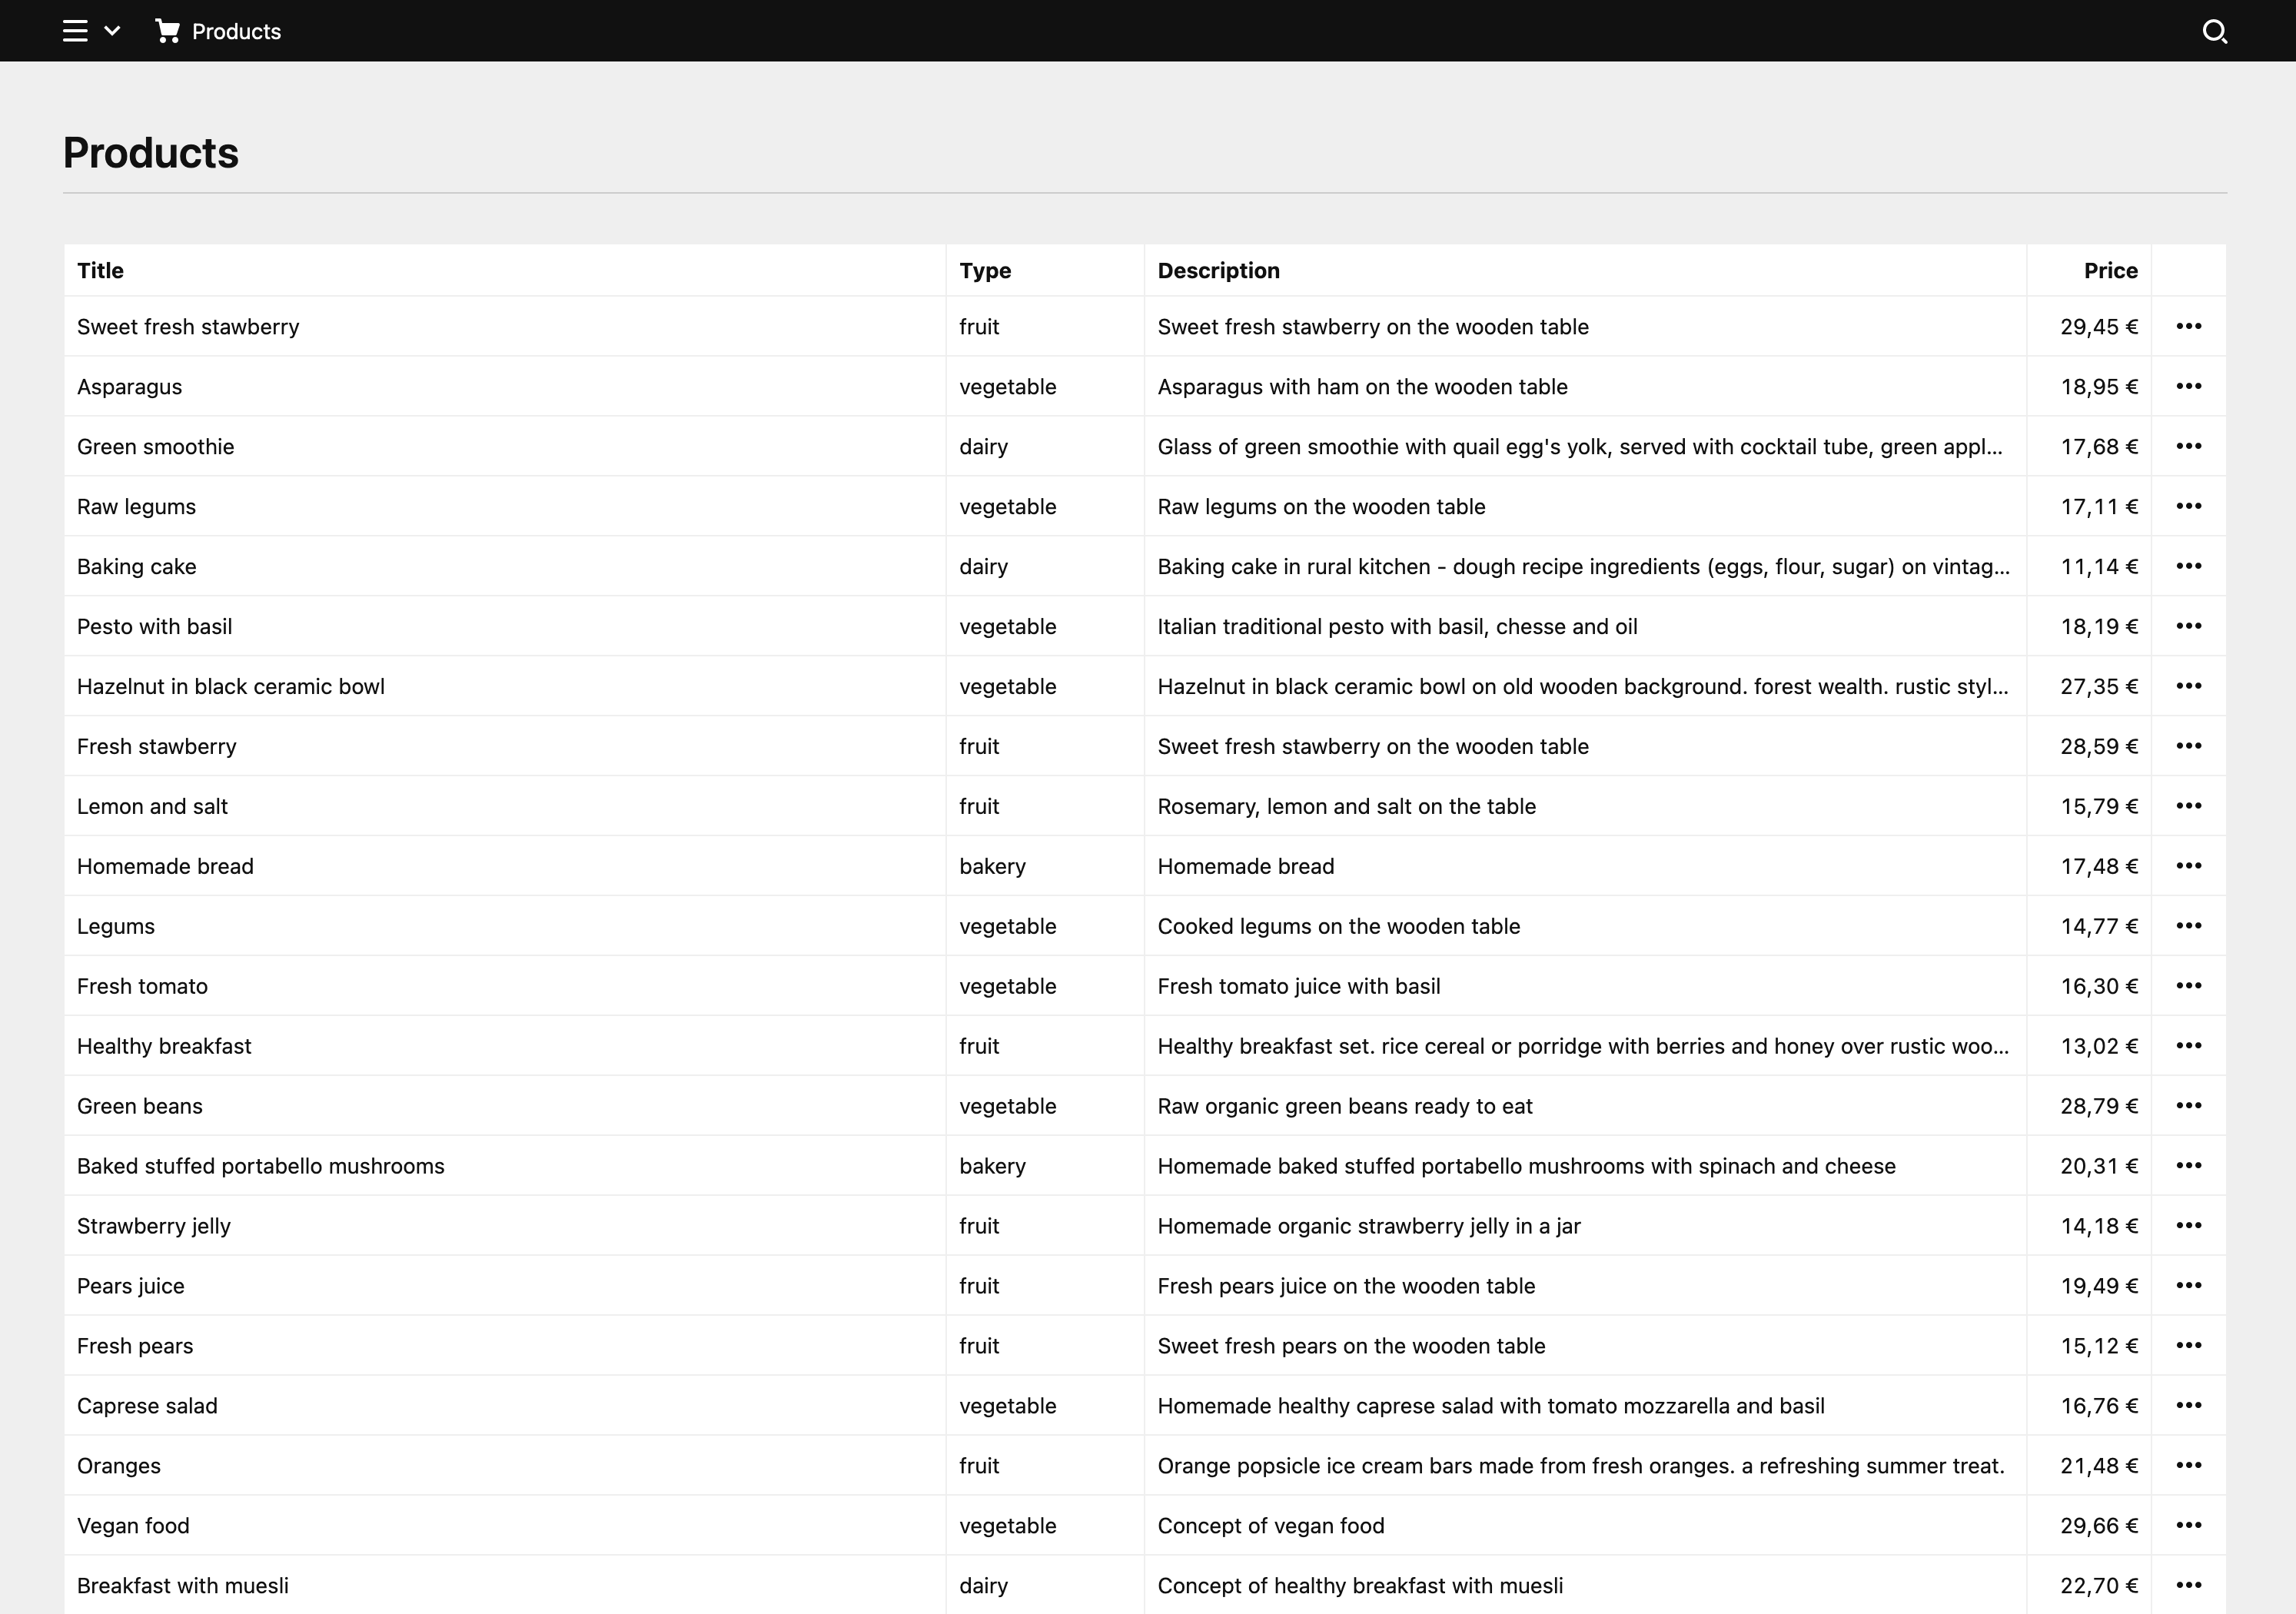 Products
Products
Title Type Description Price
Sweet fresh stawberry fruit Sweet fresh stawberry on the wooden table 29,45 €
Asparagus vegetable Asparagus with ham on the wooden table 18,95 €
Green smoothie dairy Glass of green smoothie with quail egg's yolk, served with cocktail tube, green appl... 17,68 €
Raw legums vegetable Raw legums on the wooden table 17,11 €
Baking cake dairy Baking cake in rural kitchen - dough recipe ingredients (eggs, flour, sugar) on vintag... 11,14 €
Pesto with basil vegetable Italian traditional pesto with basil, chesse and oil 18,19 €
Hazelnut in black ceramic bowl vegetable Hazelnut in black ceramic bowl on old wooden background. forest wealth. rustic styl... 27,35 €
Fresh stawberry fruit Sweet fresh stawberry on the wooden table 28,59 €
Lemon and salt fruit Rosemary, lemon and salt on the table 15,79 €
Homemade bread bakery Homemade bread 17,48 €
Legums vegetable Cooked legums on the wooden table 14,77 €
Fresh tomato vegetable Fresh tomato juice with basil 16,30 €
Healthy breakfast fruit Healthy breakfast set. rice cereal or porridge with berries and honey over rustic woo... 13,02 €
Green beans vegetable Raw organic green beans ready to eat 28,79 €
Baked stuffed portabello mushrooms bakery Homemade baked stuffed portabello mushrooms with spinach and cheese 20,31 €
Strawberry jelly fruit Homemade organic strawberry jelly in a jar 14,18 €
Pears juice fruit Fresh pears juice on the wooden table 19,49 €
Fresh pears fruit Sweet fresh pears on the wooden table 15,12 €
Caprese salad vegetable Homemade healthy caprese salad with tomato mozzarella and basil 16,76 €
Oranges fruit Orange popsicle ice cream bars made from fresh oranges. a refreshing summer treat. 21,48 €
Vegan food vegetable Concept of vegan food 29,66 €
Breakfast with muesli dairy Concept of healthy breakfast with muesli 22,70 €